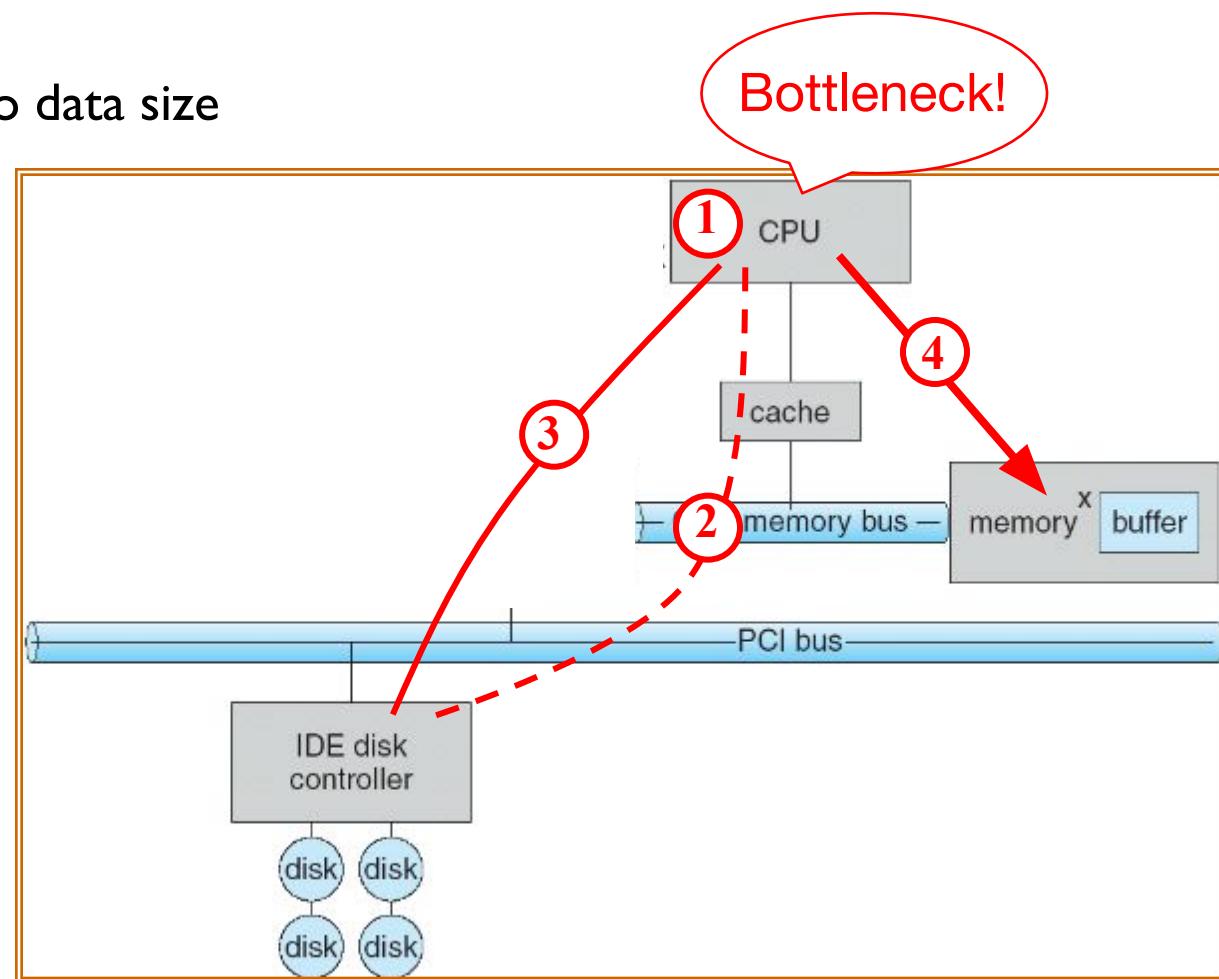 o data size
Bottleneck!
1
CPU
4
cache
3
2
memory bus
memory
x
buffer
PCI bus
IDE disk
controller
disk
disk
disk
disk